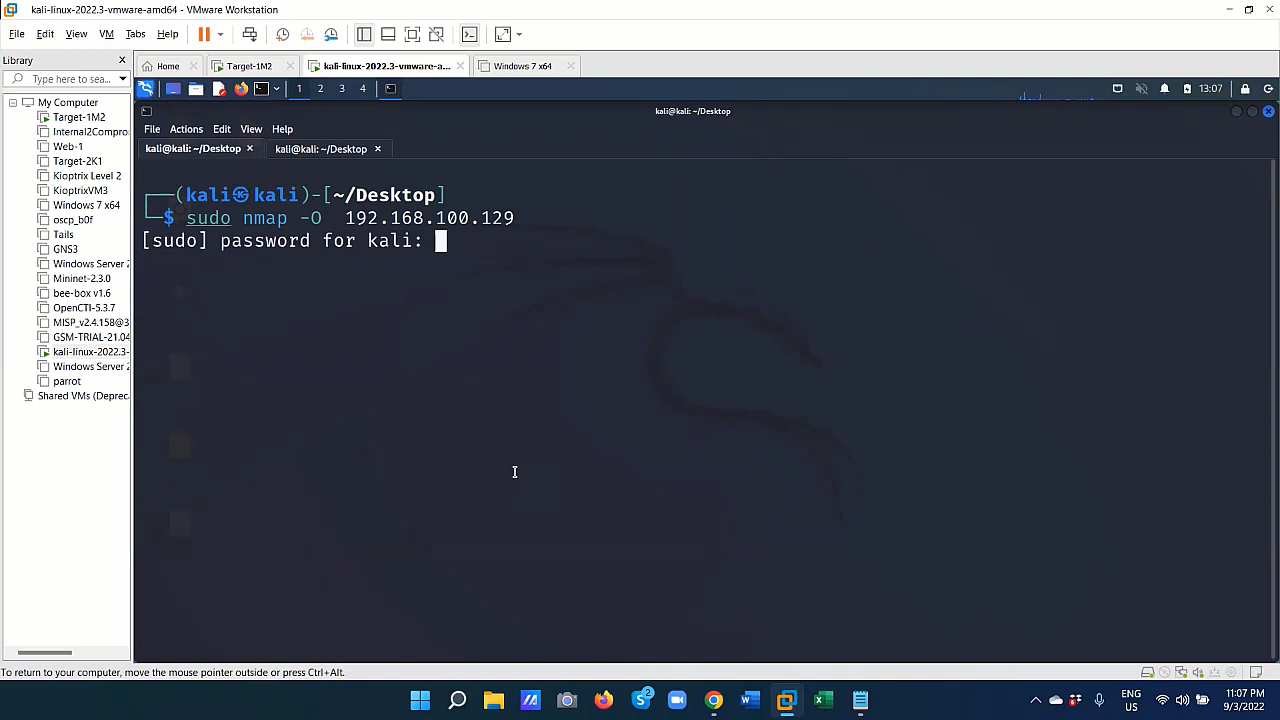 kali-linux-2022.3-vmware-amd64 - VMware Workstation
File Edit View VM Tabs Help
Library
Type here to sea...
My Computer
Target-1M2
Internal2Compro
Web-1
Target-2K1
Kioptrix Level 2
KioptrixVM3
Windows 7 x64
oscp_b0f
Tails
GNS3
Windows Server 2
Mininet-2.3.0
bee-box v1.6
OpenCTI-5.3.7
MISP_v2.4.158@3
GSM-TRIAL-21.04
kali-linux-2022.3-
Windows Server 2
parrot
Shared VMs (Deprec
Home Target-1M2 kali-linux-2022.3-vmware-a... Windows 7 x64
1 2 3 4 13:07
kali@kali: ~/Desktop
File Actions Edit View Help
kali@kali: ~/Desktop kali@kali: ~/Desktop
(kali㉿kali)-[~/Desktop]
$ sudo nmap -O 192.168.100.129
[sudo] password for kali:
To return to your computer, move the mouse pointer outside or press Ctrl+Alt.
2
ENG
US
11:07 PM
9/3/2022